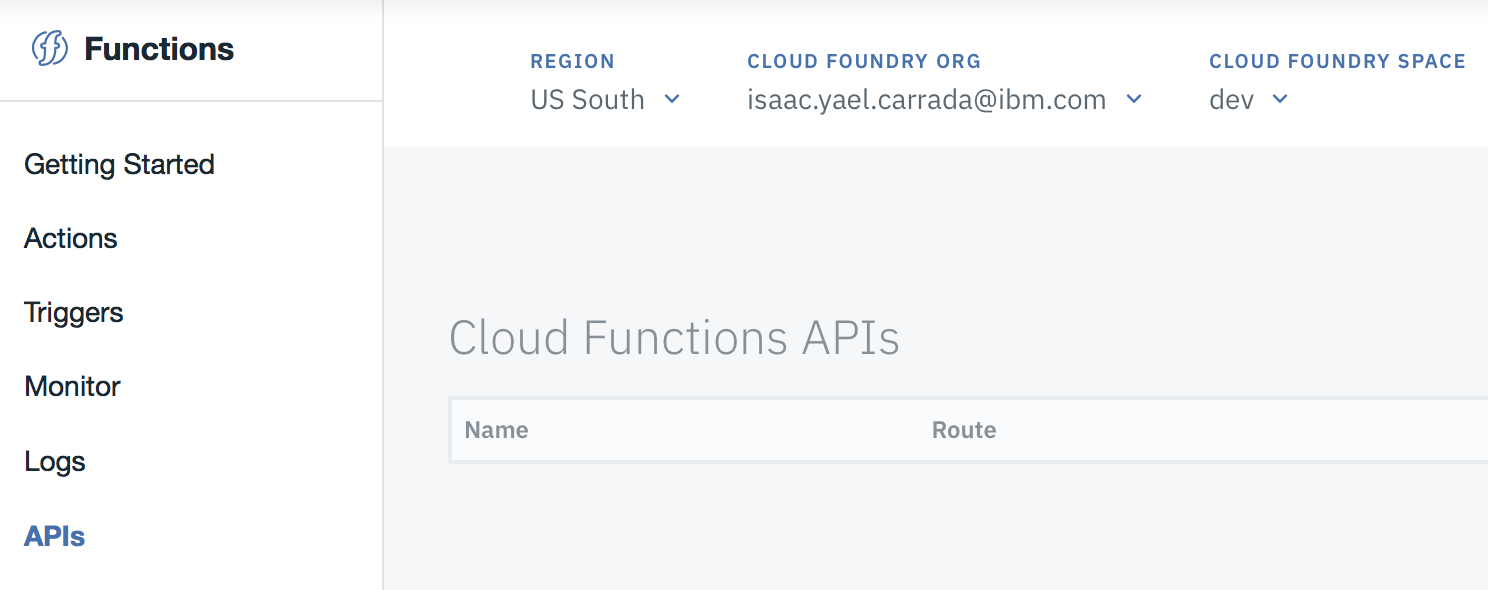 Functions
Getting Started
Actions
Triggers
Monitor
Logs
APIs
REGION
US South
CLOUD FOUNDRY ORG
isaac.yael.carrada@ibm.com
CLOUD FOUNDRY SPACE
dev
Cloud Functions APIs
Name Route